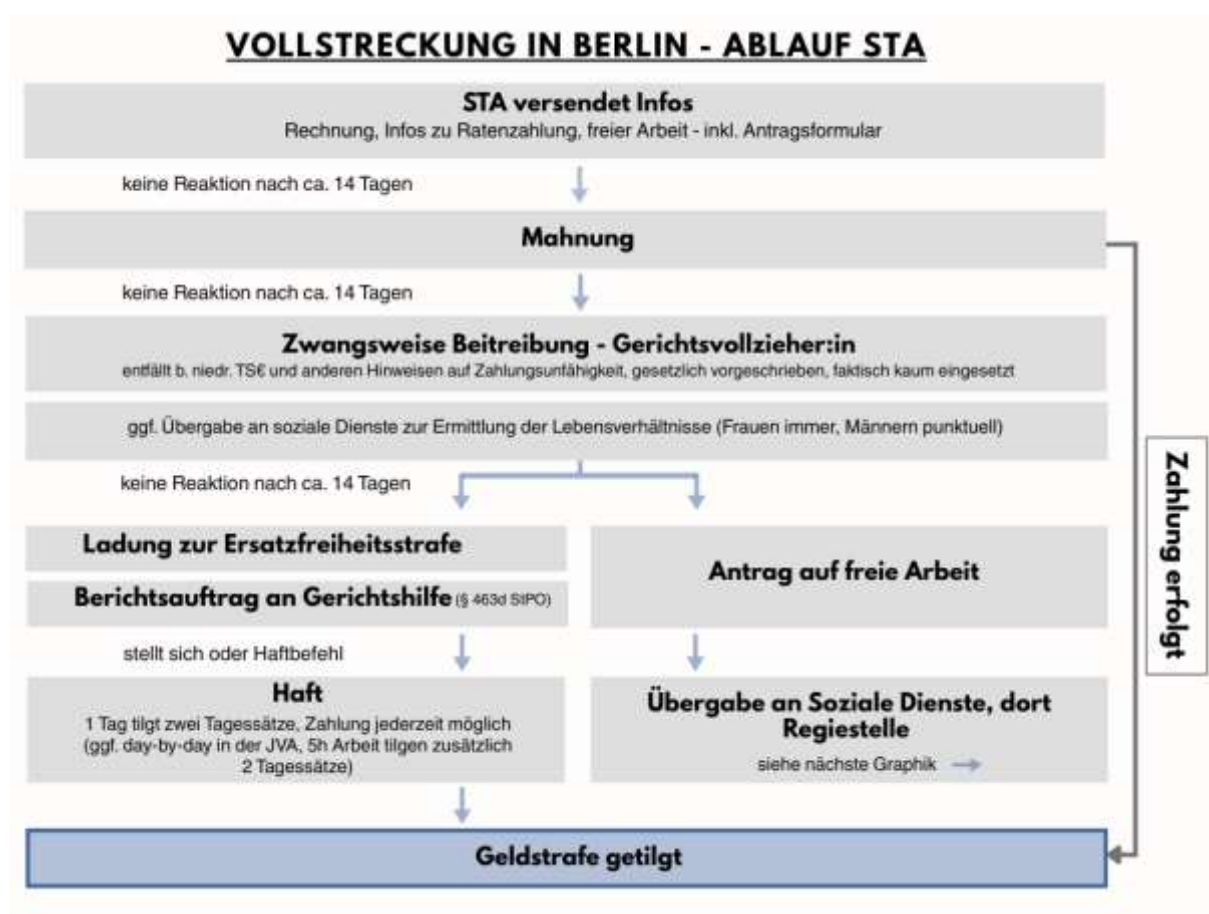 VOLLSTRECKUNG IN BERLIN - ABLAUF STA
STA versendet Infos
Rechnung, Infos zu Ratenzahlung, freier Arbeit - inkl. Antragsformular
keine Reaktion nach ca. 14 Tagen
Mahnung
keine Reaktion nach ca. 14 Tagen
Zwangsweise Beitreibung - Gerichtsvollzieher:in
entfällt b. niedr. TS€ und anderen Hinweisen auf Zahlungsunfähigkeit, gesetzlich vorgeschrieben, faktisch kaum eingesetzt
ggf. Übergabe an soziale Dienste zur Ermittlung der Lebensverhältnisse (Frauen immer, Männern punktuell)
keine Reaktion nach ca. 14 Tagen
Ladung zur Ersatzfreiheitsstrafe
Berichtsauftrag an Gerichtshilfe (§ 463d StPO)
Antrag auf freie Arbeit
stellt sich oder Haftbefehl
Haft
1 Tag tilgt zwei Tagessätze, Zahlung jederzeit möglich
(ggf. day-by-day in der JVA, 5h Arbeit tilgen zusätzlich
2 Tagessätze)
Übergabe an Soziale Dienste, dort
Regiestelle
siehe nächste Graphik
Zahlung erfolgt
Geldstrafe getilgt